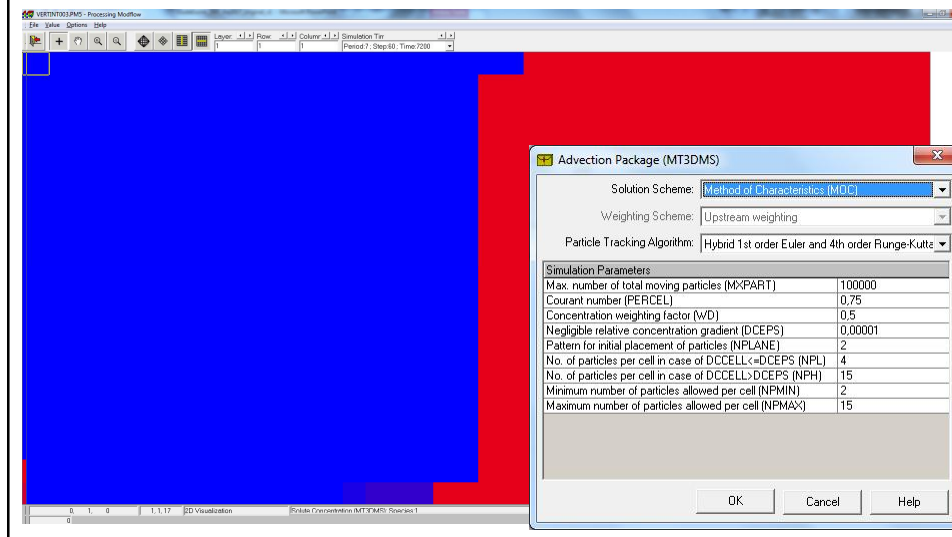 VERTINT003.PM5 - Processing Modflow
File Value Options Help
Layer: Row: Column: Simulation Tim
1 1 1 Period:7; Step:60; Time:7200
Advection Package (MT3DMS)
Solution Scheme: Method of Characteristics (MOC)
Weighting Scheme: Upstream weighting
Particle Tracking Algorithm: Hybrid 1st order Euler and 4th order Runge-Kutta
Simulation Parameters
Max. number of total moving particles (MXPART) 100000
Courant number (PERCEL) 0,75
Concentration weighting factor (WD) 0,5
Negligible relative concentration gradient (DCEPS) 0,00001
Pattern for initial placement of particles (NPLANE) 2
No. of particles per cell in case of DCCELL<=DCEPS (NPL) 4
No. of particles per cell in case of DCCELL>DCEPS (NPH) 15
Minimum number of particles allowed per cell (NPMIN) 2
Maximum number of particles allowed per cell (NPMAX) 15
OK Cancel Help
0, 1, 0 1, 1, 17 2D Visualization Solute Concentration (MT3DMS): Species 1
0